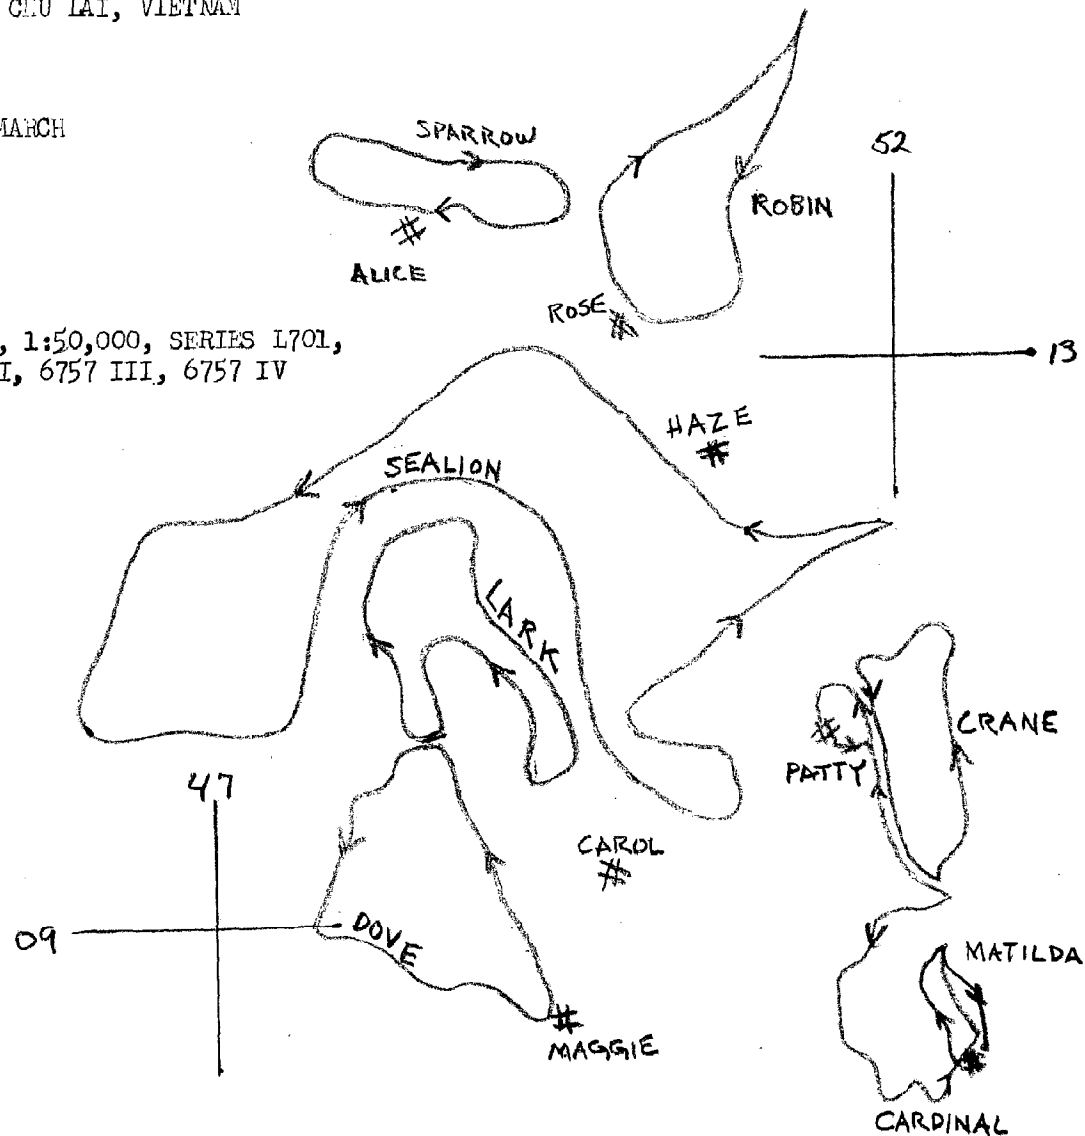 CHU LAI, VIETNAM
MARCH
SPARROW
52
ROBIN
ALICE
ROSE
, 1:50,000, SERIES L701,
I, 6757 III, 6757 IV
13
HAZE
SEALION
LARK
CRANE
PATTY
47
CAROL
09
DOVE
MATILDA
MAGGIE
CARDINAL